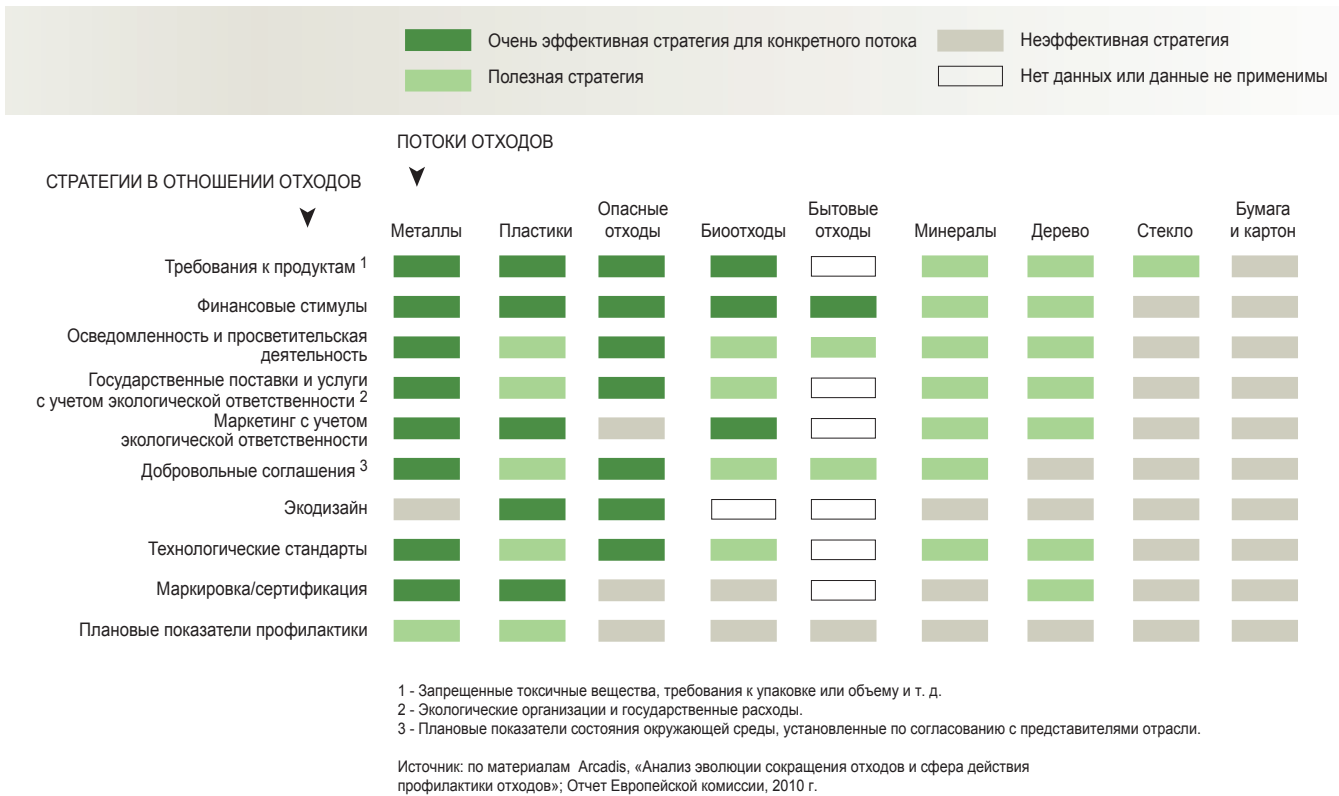 Очень эффективная стратегия для конкретного потока
Неэффективная стратегия
Полезная стратегия
Нет данных или данные не применимы
ПОТОКИ ОТХОДОВ
СТРАТЕГИИ В ОТНОШЕНИИ ОТХОДОВ
Металлы
Пластики
Опасные
отходы
Биоотходы
Бытовые
отходы
Минералы
Дерево
Стекло
Бумага
и картон
Требования к продуктам 1
Финансовые стимулы
Осведомленность и просветительская
деятельность
Государственные поставки и услуги
с учетом экологической ответственности 2
Маркетинг с учетом
экологической ответственности
Добровольные соглашения 3
Экодизайн
Технологические стандарты
Маркировка/сертификация
Плановые показатели профилактики
1 - Запрещенные токсичные вещества, требования к упаковке или объему и т. д.
2 - Экологические организации и государственные расходы.
3 - Плановые показатели состояния окружающей среды, установленные по согласованию с представителями отрасли.
Источник: по материалам Arcadis, «Анализ эволюции сокращения отходов и сфера действия
профилактики отходов»; Отчет Европейской комиссии, 2010 г.